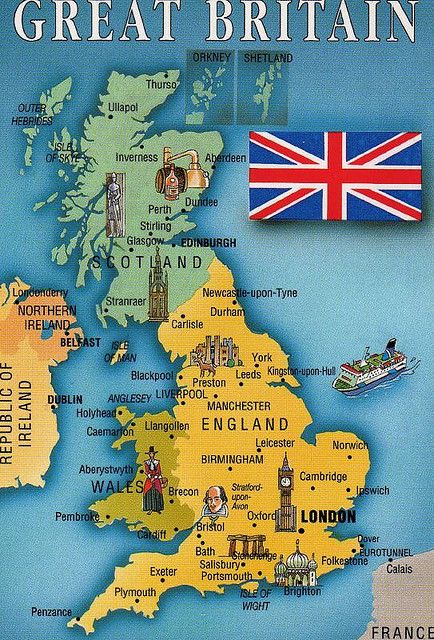 GREAT BRITAIN
ORKNEY
SHETLAND
Thurso
OUTER
HEBRIDES
Ullapol
ISLE
OF SKYE
Inverness
Aberdeen
Perth
Dundee
Stirling
Glasgow
EDINBURGH
SCOTLAND
Londonderry
Stranraer
Newcastle-upon-Tyne
NORTHERN
IRELAND
Durham
Carlisle
BELFAST
ISLE
OF MAN
York
Blackpool
Preston
Leeds
Kingston-upon-Hull
REPUBLIC OF
IRELAND
DUBLIN
ANGLESEY
LIVERPOOL
Holyhead
MANCHESTER
Caernarfon
Llangollen
ENGLAND
Leicester
Norwich
BIRMINGHAM
Aberystwyth
Cambridge
WALES
Brecon
Stratford-
upon-
Avon
Ipswich
Pembroke
Oxford
LONDON
Cardiff
Bristol
Bath
Stonehenge
Dover
EUROTUNNEL
Salisbury
Folkestone
Calais
Exeter
Portsmouth
Plymouth
ISLE OF
WIGHT
Brighton
Penzance
FRANCE